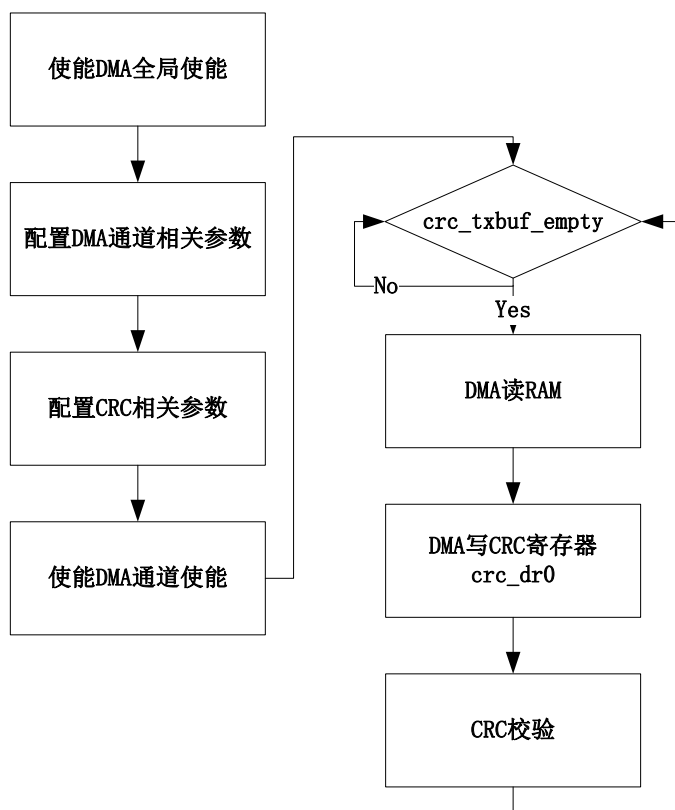 使能DMA全局使能
配置DMA通道相关参数
配置CRC相关参数
使能DMA通道使能
crc_txbuf_empty
No
Yes
DMA读RAM
DMA写CRC寄存器
crc_dr0
CRC校验